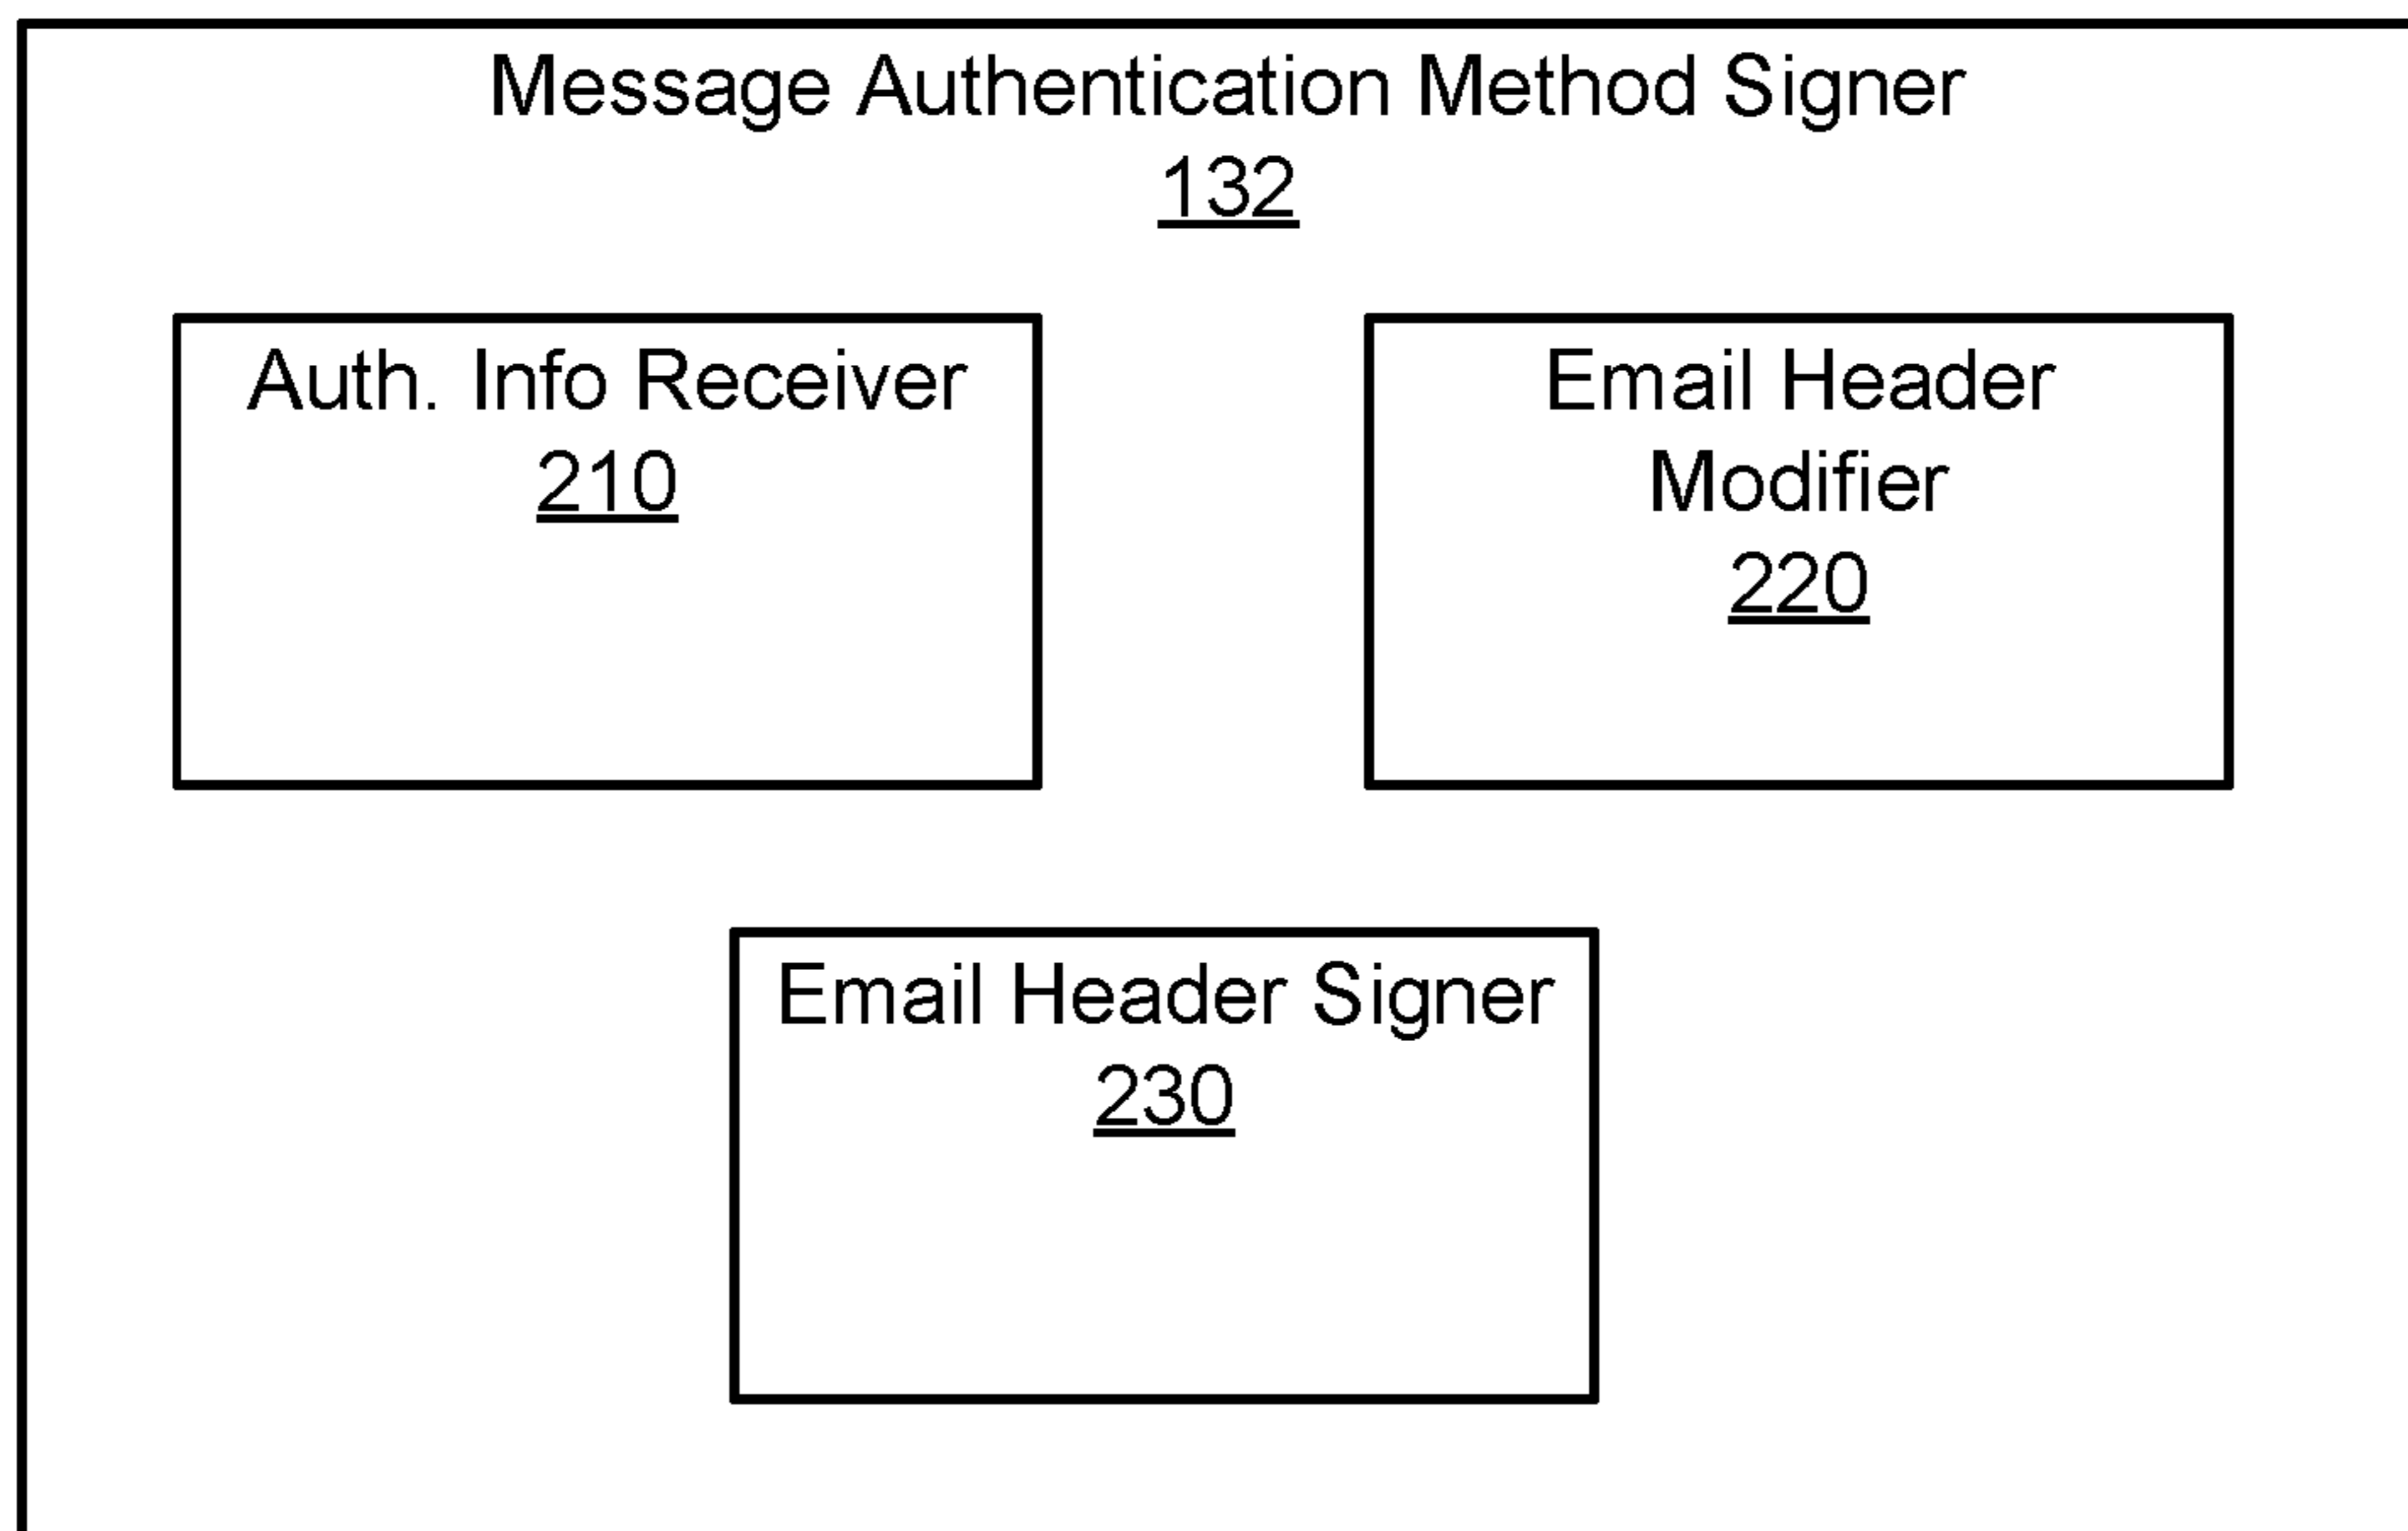 Message Authentication Method Signer
132
Auth. Info Receiver
210
Email Header
Modifier
220
Email Header Signer
230